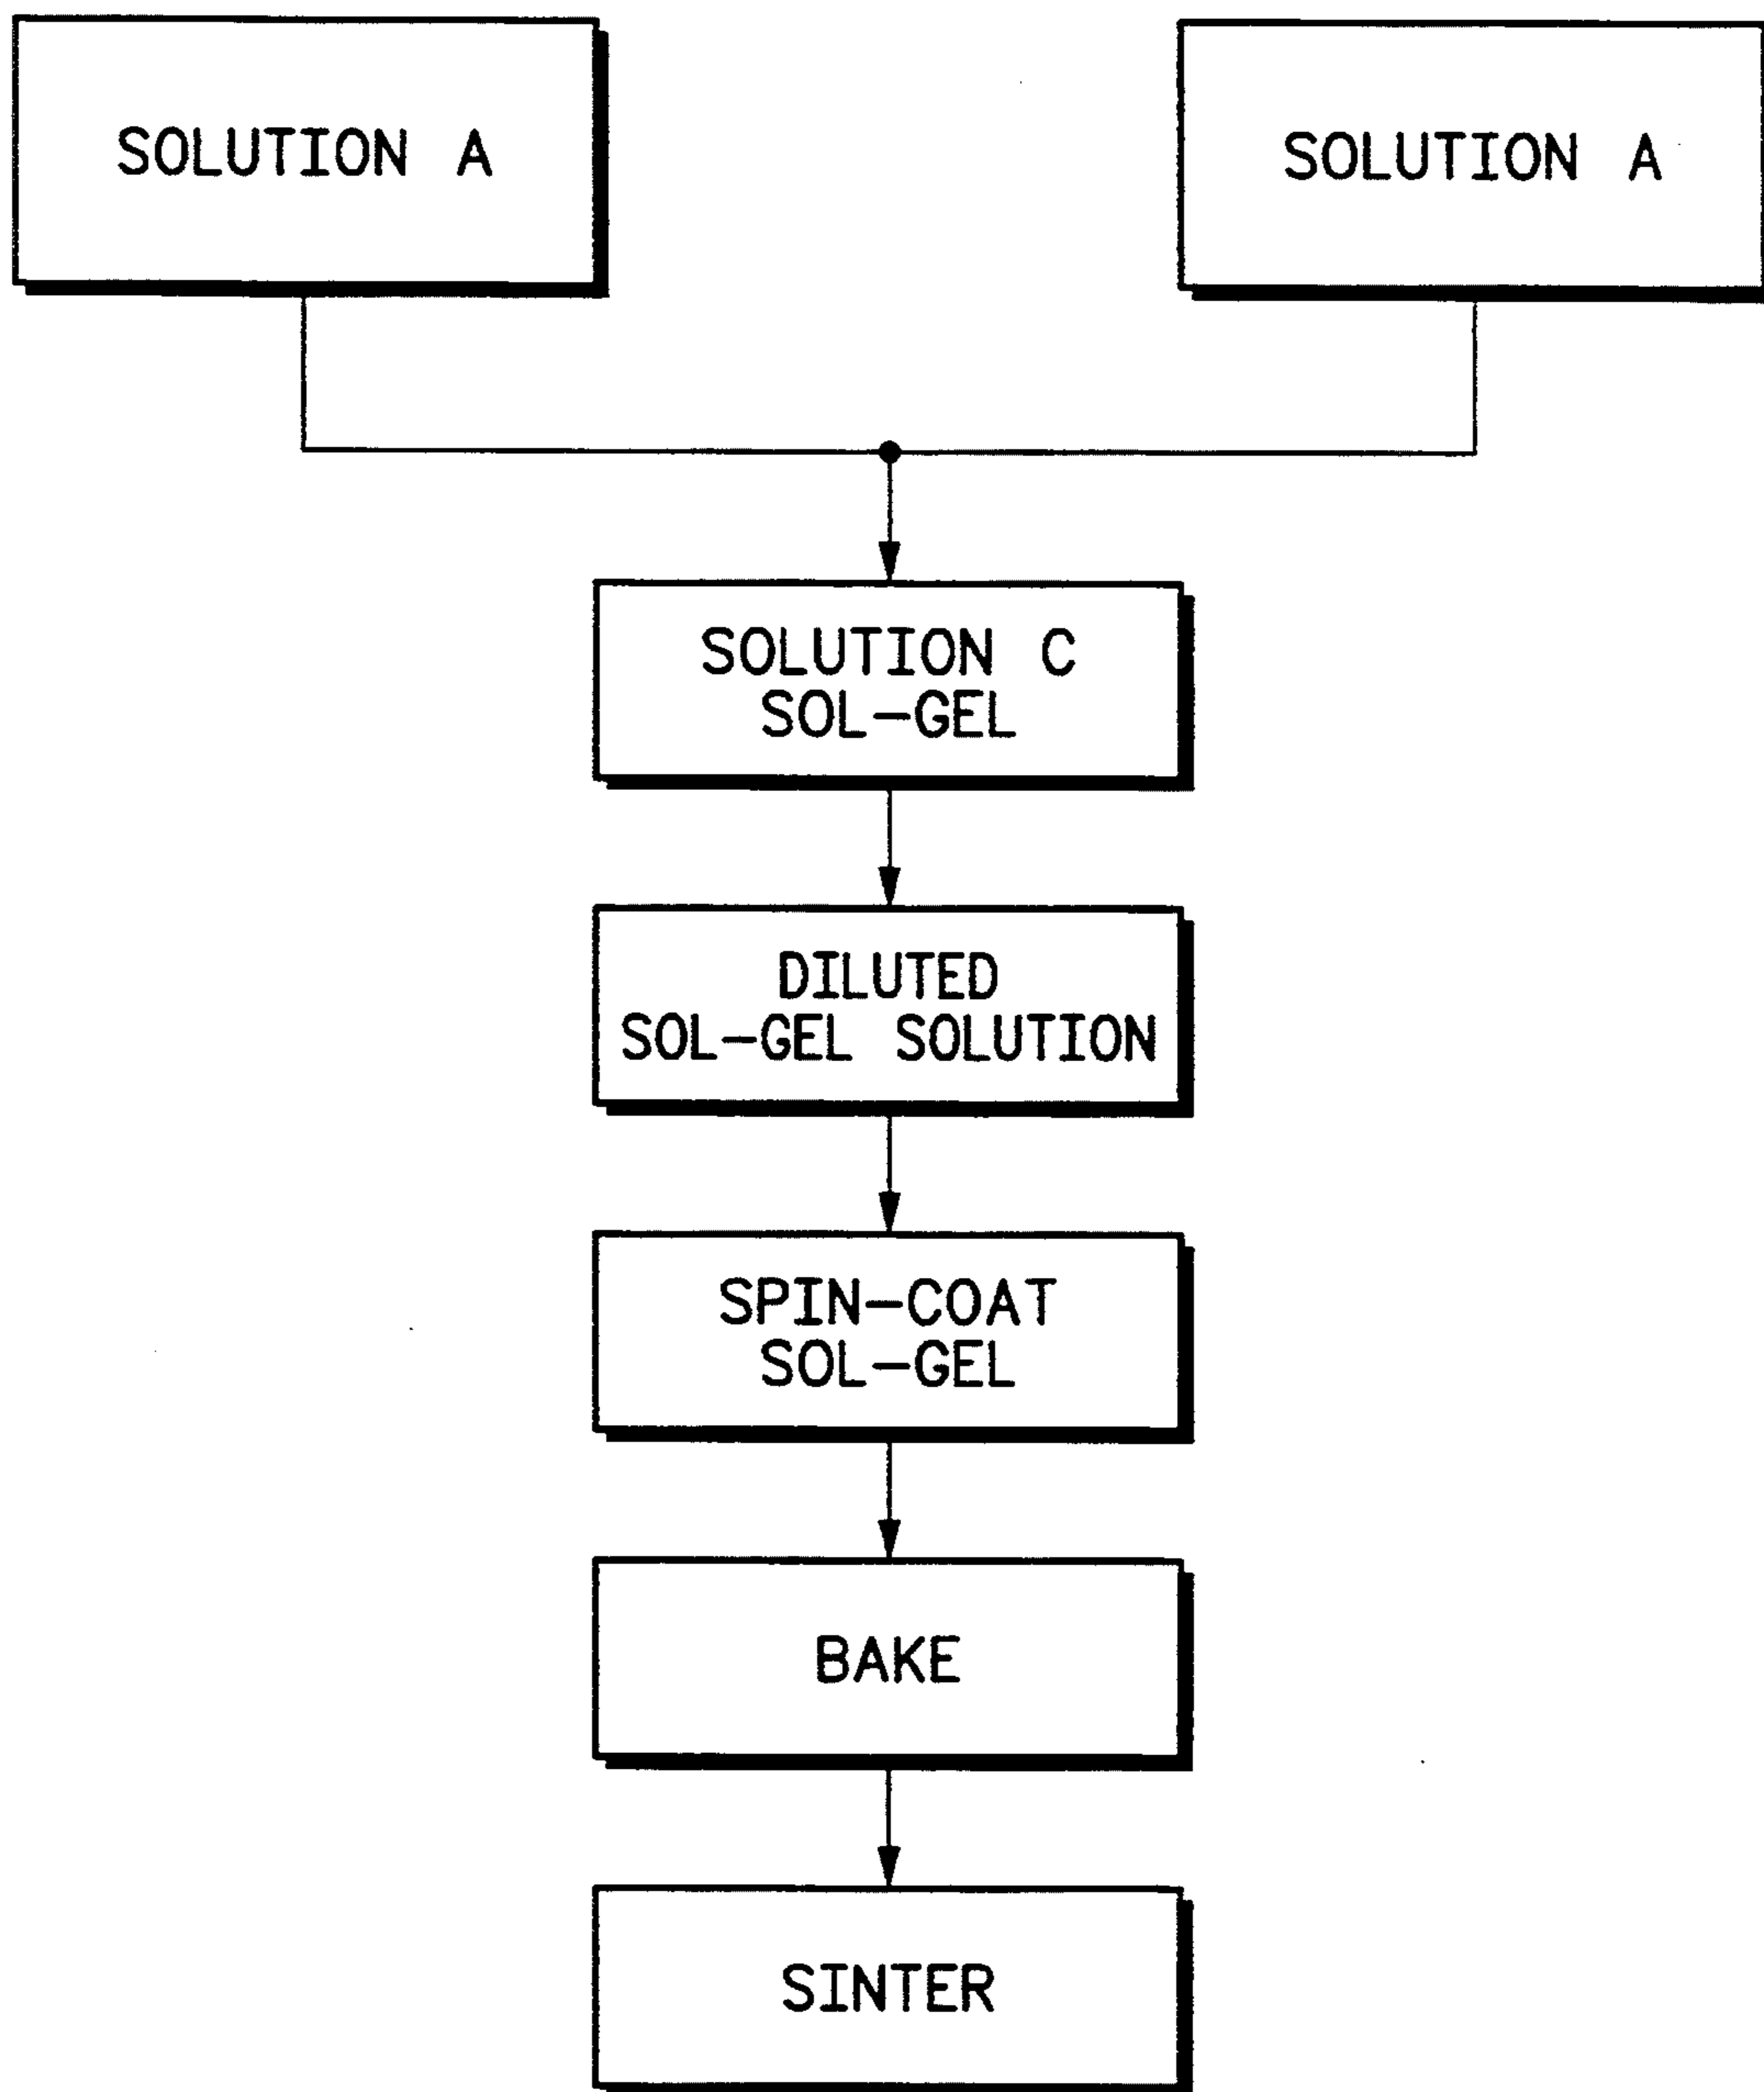 SOLUTION A
SOLUTION A
SOLUTION C
SOL-GEL
DILUTED
SOL-GEL SOLUTION
SPIN-COAT
SOL-GEL
BAKE
SINTER